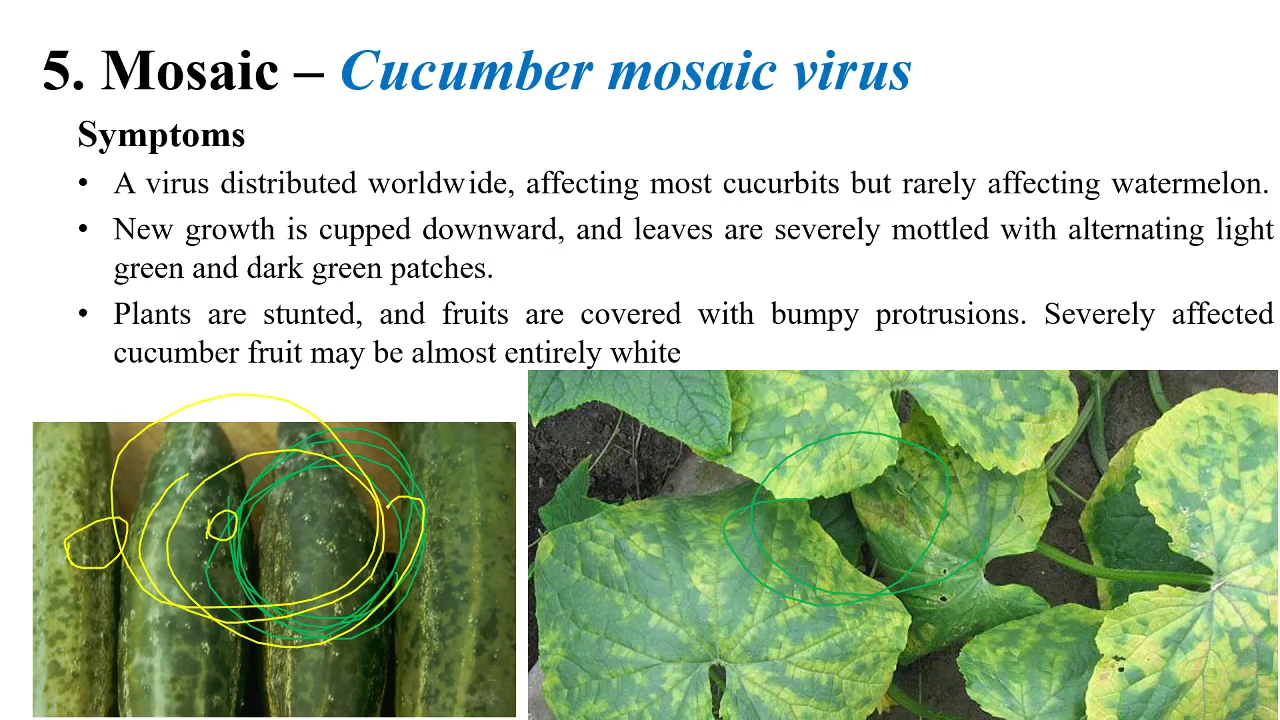 5. Mosaic – Cucumber mosaic virus
Symptoms
• A virus distributed worldwide, affecting most cucurbits but rarely affecting watermelon.
• New growth is cupped downward, and leaves are severely mottled with alternating light
green and dark green patches.
• Plants are stunted, and fruits are covered with bumpy protrusions. Severely affected
cucumber fruit may be almost entirely white